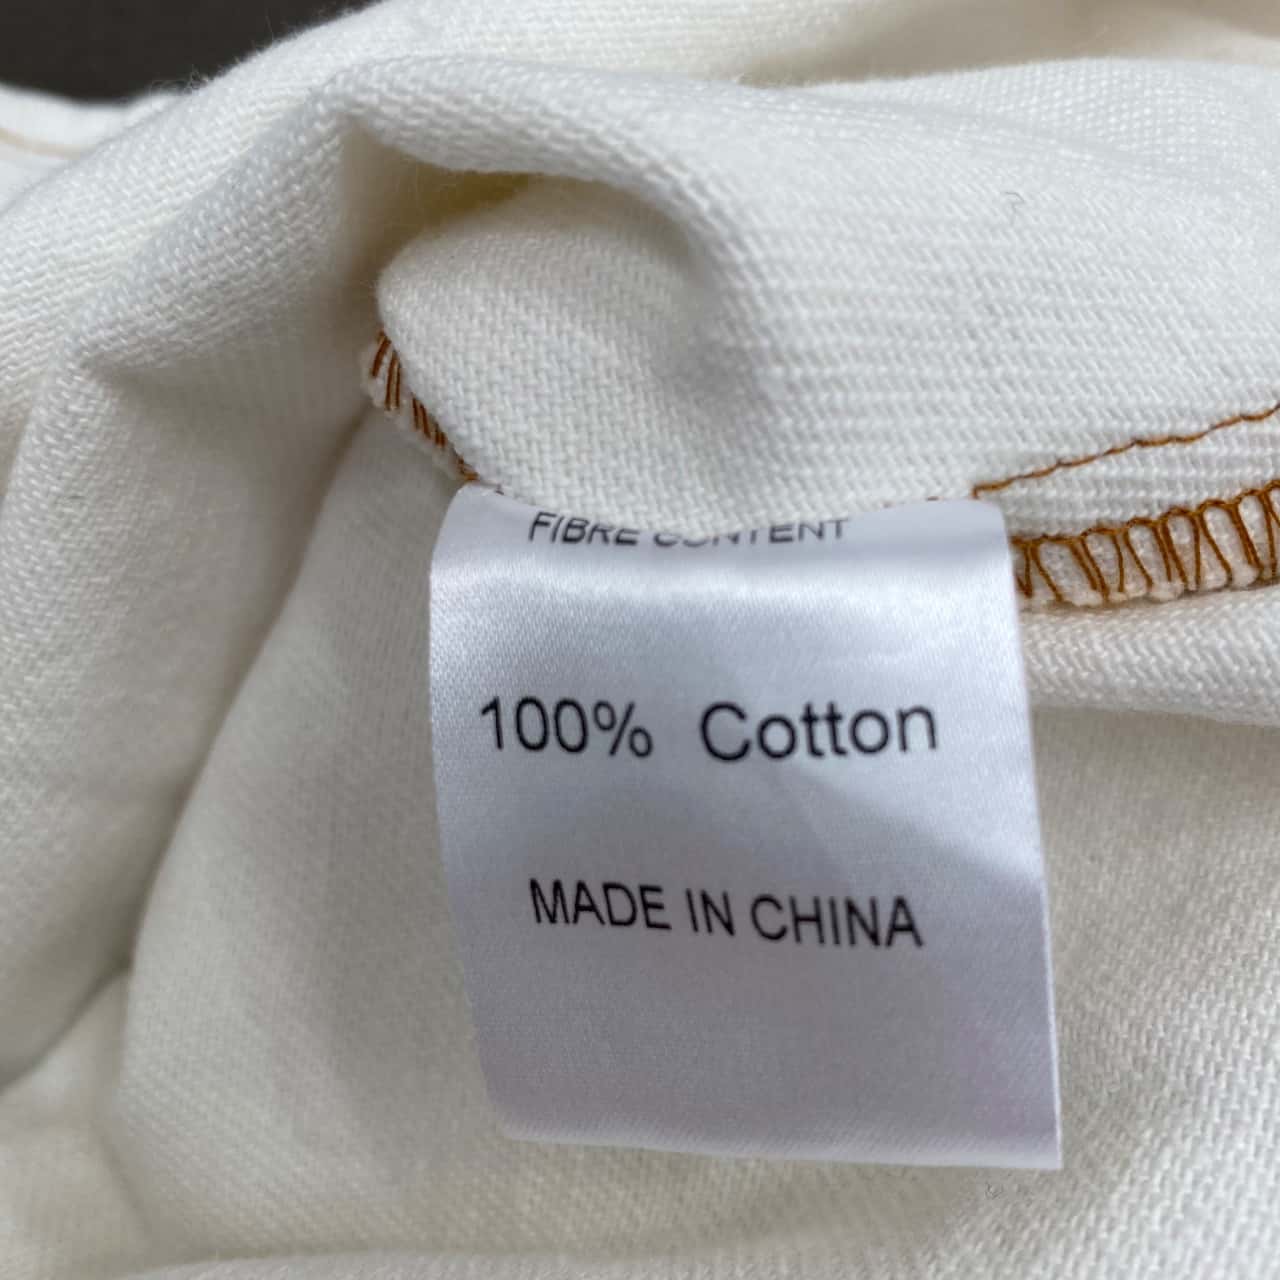 FIBRE CONTENT
100% Cotton
MADE IN CHINA